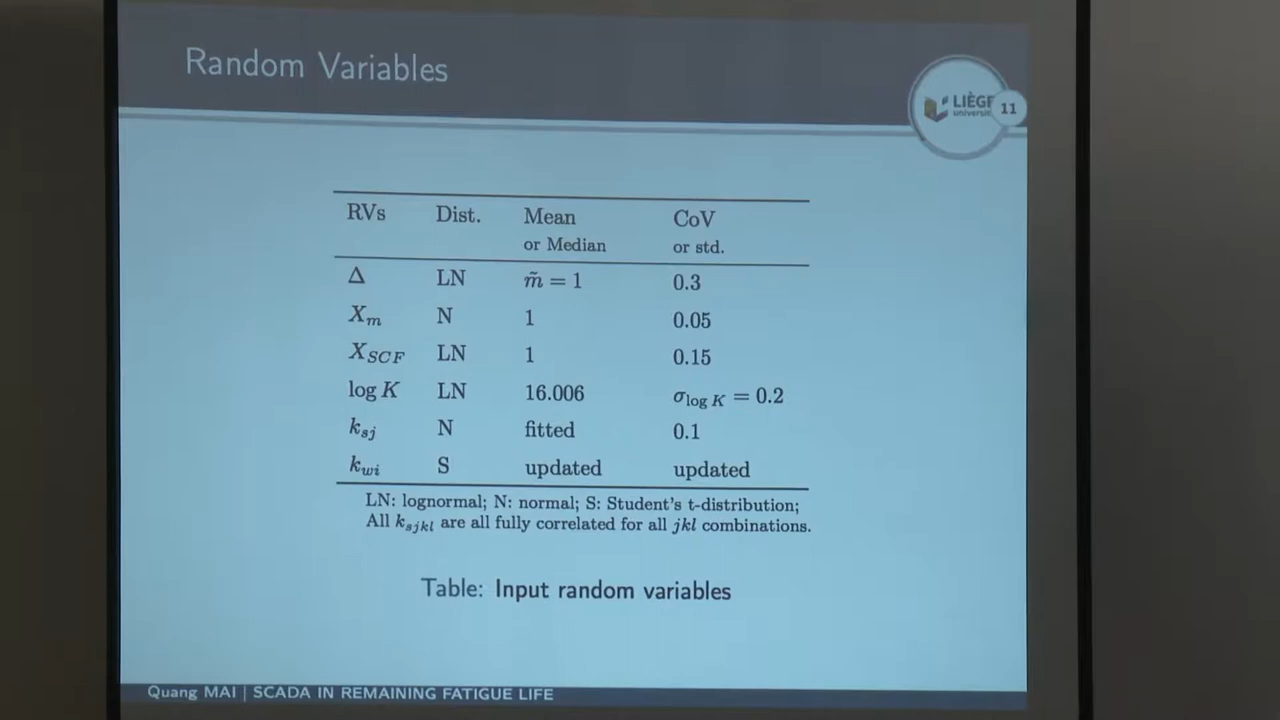 Random Variables
LIÈGE université
11
RVs Dist. Mean or Median CoV or std.
Δ LN m̃ = 1 0.3
X_m N 1 0.05
X_SCF LN 1 0.15
log K LN 16.006 σ_log K = 0.2
k_sj N fitted 0.1
k_wi S updated updated
LN: lognormal; N: normal; S: Student's t-distribution;
All k_sjkl are all fully correlated for all jkl combinations.
Table: Input random variables
Quang MAI | SCADA IN REMAINING FATIGUE LIFE